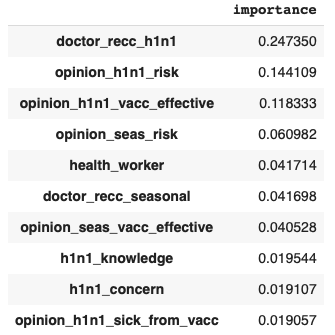 importance
doctor_recc_h1n1 0.247350
opinion_h1n1_risk 0.144109
opinion_h1n1_vacc_effective 0.118333
opinion_seas_risk 0.060982
health_worker 0.041714
doctor_recc_seasonal 0.041698
opinion_seas_vacc_effective 0.040528
h1n1_knowledge 0.019544
h1n1_concern 0.019107
opinion_h1n1_sick_from_vacc 0.019057